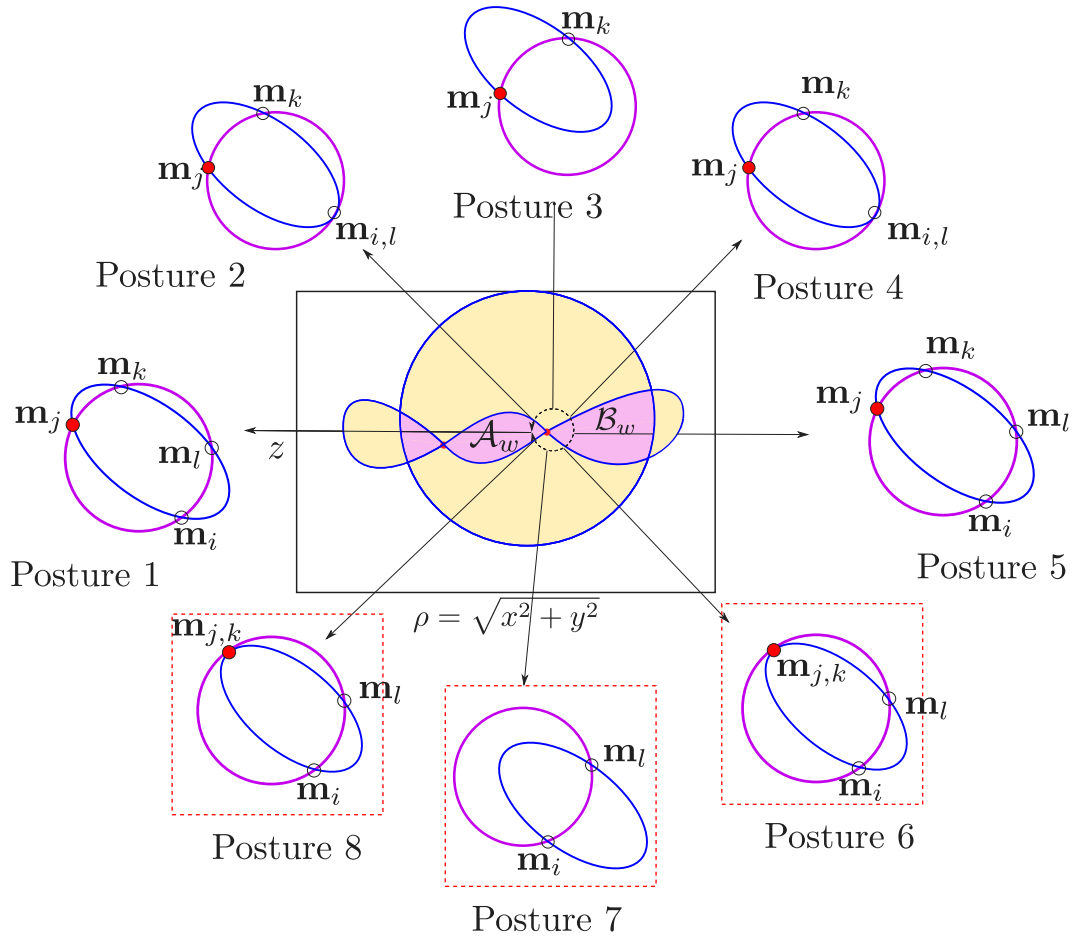 m_k
m_j
Posture 3
m_k
m_j
m_{i,l}
Posture 2
m_k
m_j
m_{i,l}
Posture 4
m_k
m_j
m_l
m_i
Posture 1
z
𝒜_w
ℬ_w
m_k
m_j
m_l
m_i
Posture 5
ρ = √(x² + y²)
m_{j,k}
m_l
m_i
Posture 8
m_l
m_i
Posture 7
m_{j,k}
m_l
m_i
Posture 6